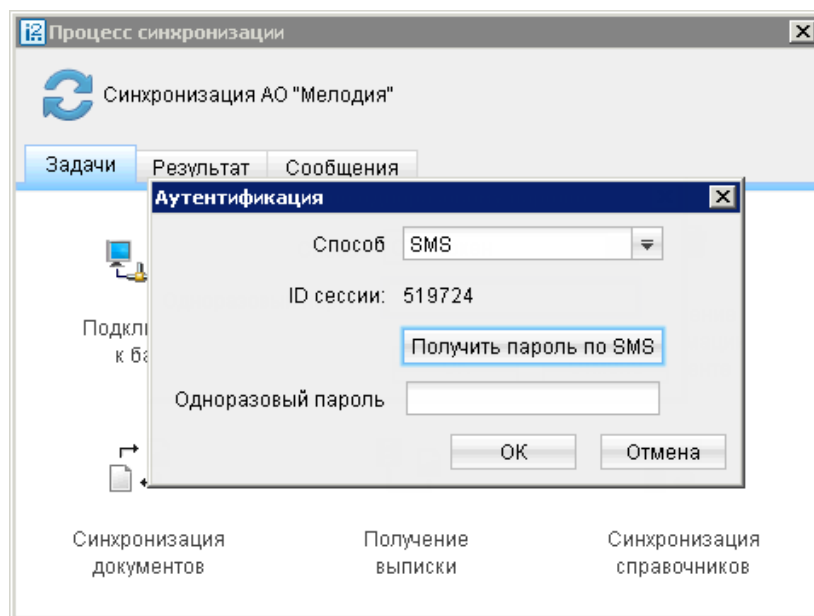 Процесс синхронизации
Синхронизация АО "Мелодия"
Задачи Результат Сообщения
Аутентификация
Способ SMS
ID сессии: 519724
Получить пароль по SMS
Одноразовый пароль
ОК Отмена
Синхронизация документов
Получение выписки
Синхронизация справочников